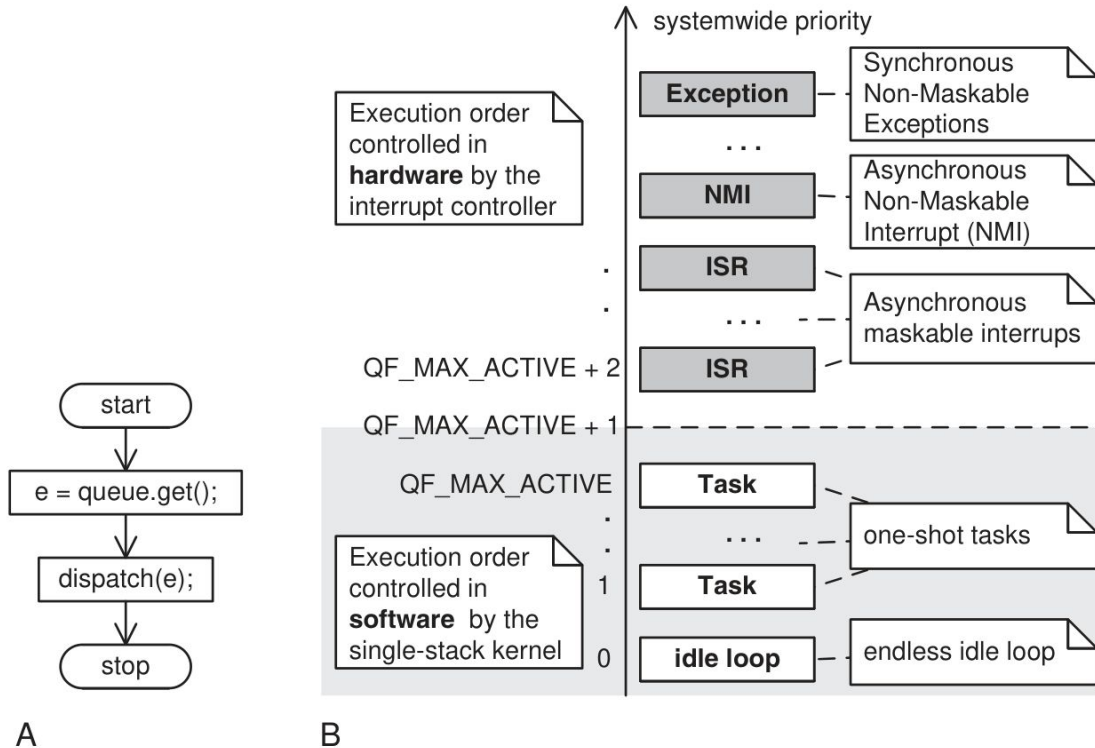 start
e = queue.get();
dispatch(e);
stop
A
systemwide priority
Execution order
controlled in
hardware by the
interrupt controller
Exception
Synchronous
Non-Maskable
Exceptions
. . .
NMI
Asynchronous
Non-Maskable
Interrupt (NMI)
.
.
ISR
. . .
Asynchronous
maskable interrups
QF_MAX_ACTIVE + 2
ISR
QF_MAX_ACTIVE + 1
QF_MAX_ACTIVE
Task
.
.
. . .
one-shot tasks
1
Task
Execution order
controlled in
software by the
single-stack kernel
0
idle loop
endless idle loop
B